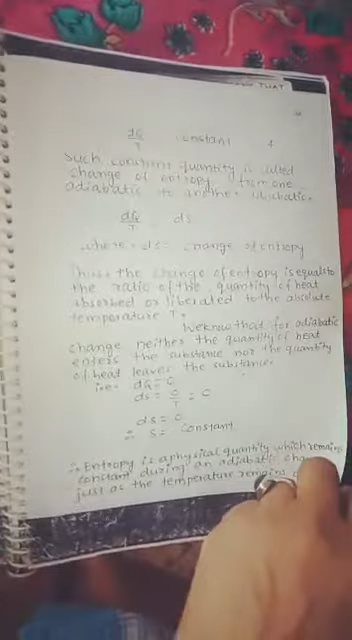 THAT
dQ/T constant
Such constant quantity is called
change of entropy from one
adiabatic to another adiabatic.
dQ/T ds
where, ds = change of entropy
Thus the change of entropy is equal to
the ratio of the quantity of heat
absorbed or liberated to the absolute
temperature T.
We know that for adiabatic
change neither the quantity of heat
enters the substance nor the quantity
of heat leaves the substance.
i.e. dQ = 0
ds = 0/T = 0
ds = 0
∴ S = constant
∴ Entropy is a physical quantity which remains
constant during an adiabatic
just as the temperature remains